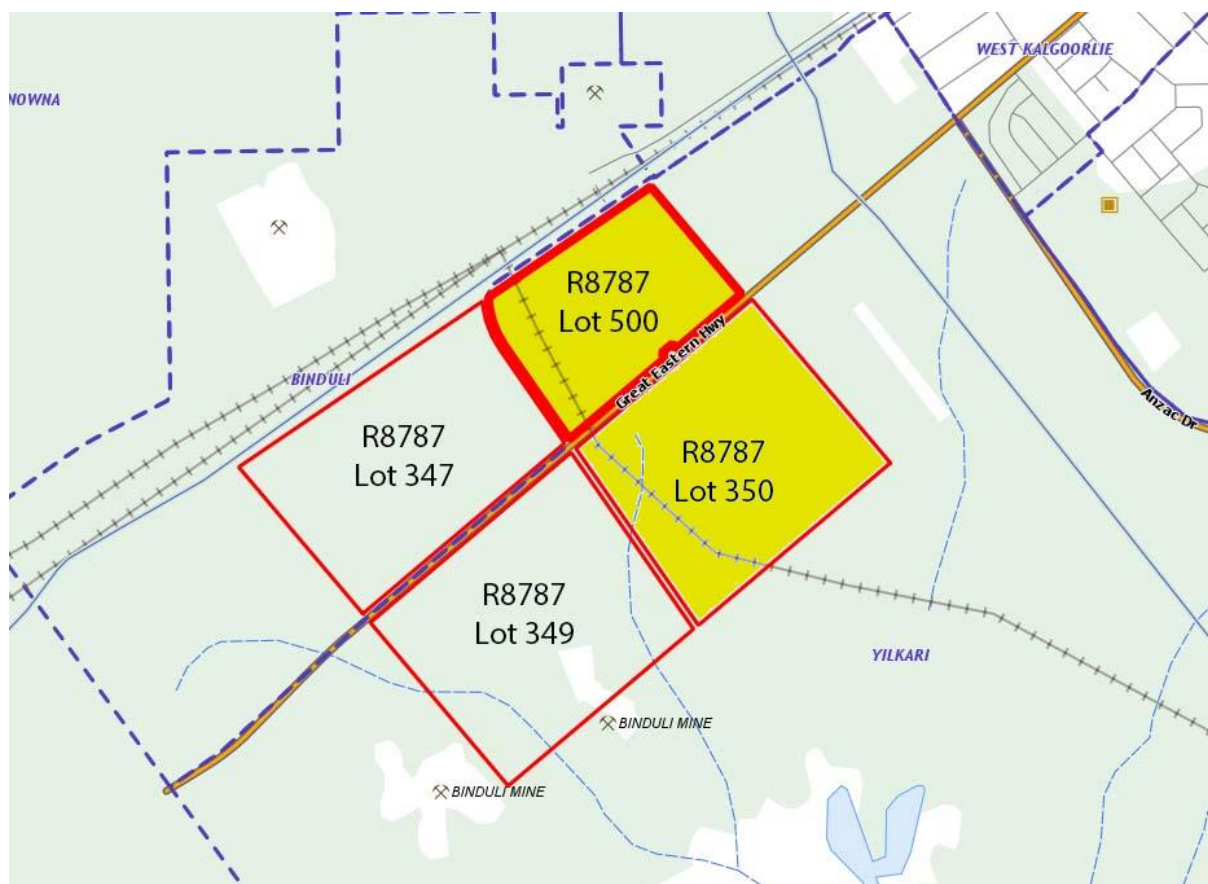 WEST KALGOORLIE
NOWNA
R8787
Lot 500
Great Eastern Hwy
BINDULI
Anzac Dr
R8787
Lot 347
R8787
Lot 350
R8787
Lot 349
YILKARI
BINDULI MINE
BINDULI MINE